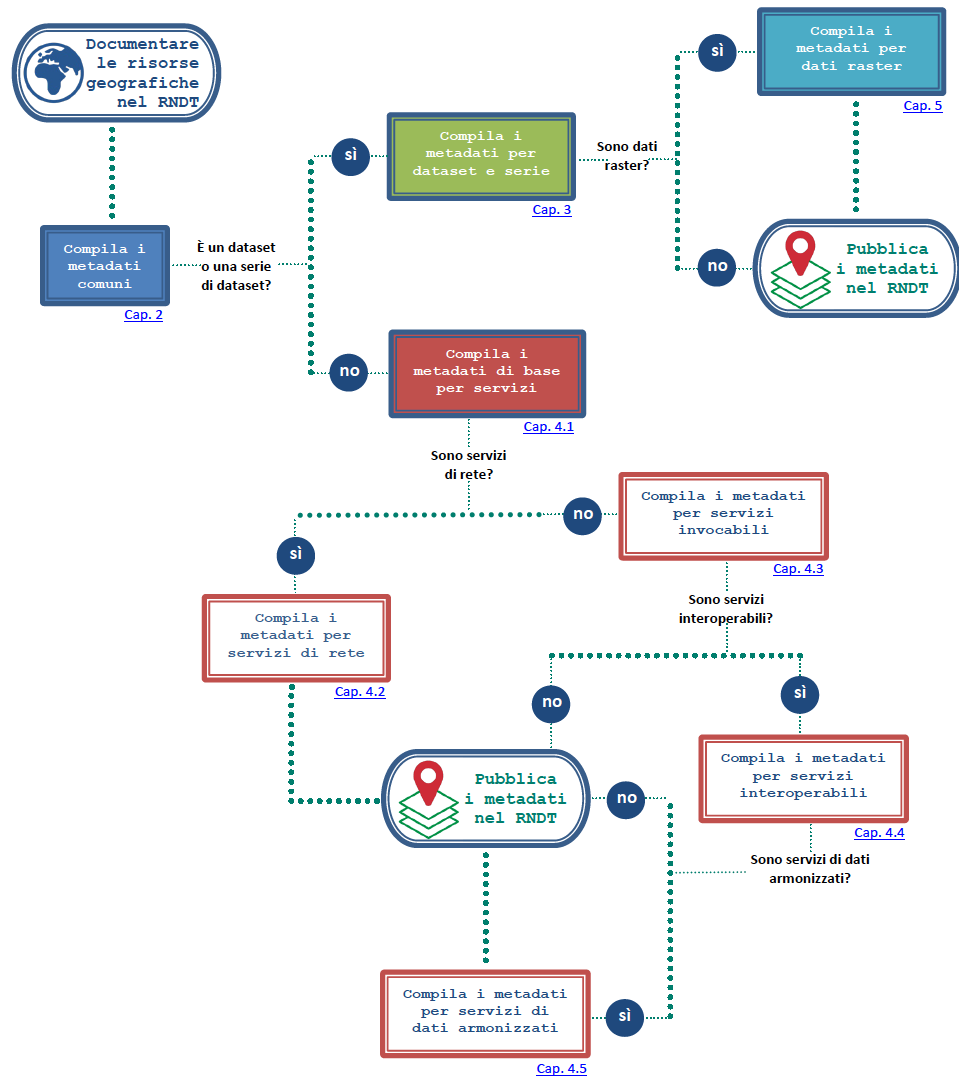 Documentare
le risorse
geografiche
nel RNDT
Compila i
metadati
comuni
Cap. 2
È un dataset
o una serie
di dataset?
sì
Compila i
metadati per
dataset e serie
Cap. 3
Sono dati
raster?
sì
Compila i
metadati per
dati raster
Cap. 5
no
Pubblica
i metadati
nel RNDT
no
Compila i
metadati di base
per servizi
Cap. 4.1
Sono servizi
di rete?
sì
Compila i
metadati per
servizi di rete
Cap. 4.2
no
Compila i metadati
per servizi
invocabili
Cap. 4.3
Sono servizi
interoperabili?
no
Pubblica
i metadati
nel RNDT
sì
Compila i metadati
per servizi
interoperabili
Cap. 4.4
Sono servizi di dati
armonizzati?
no
sì
Compila i metadati
per servizi di
dati armonizzati
Cap. 4.5